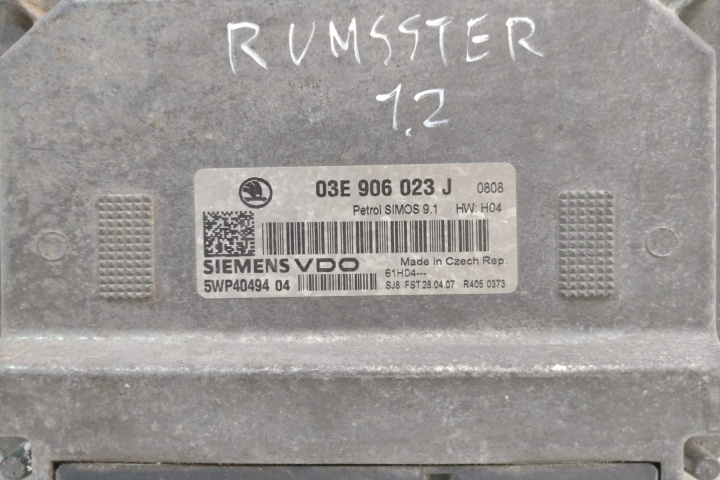 RUMSSTER
1.2
03E 906 023 J 0808
Petrol SIMOS 9.1 HW: H04
SIEMENS VDO Made in Czech Rep.
61H04---
5WP40494 04 SJ8 FST 28.04.07 R405 0373